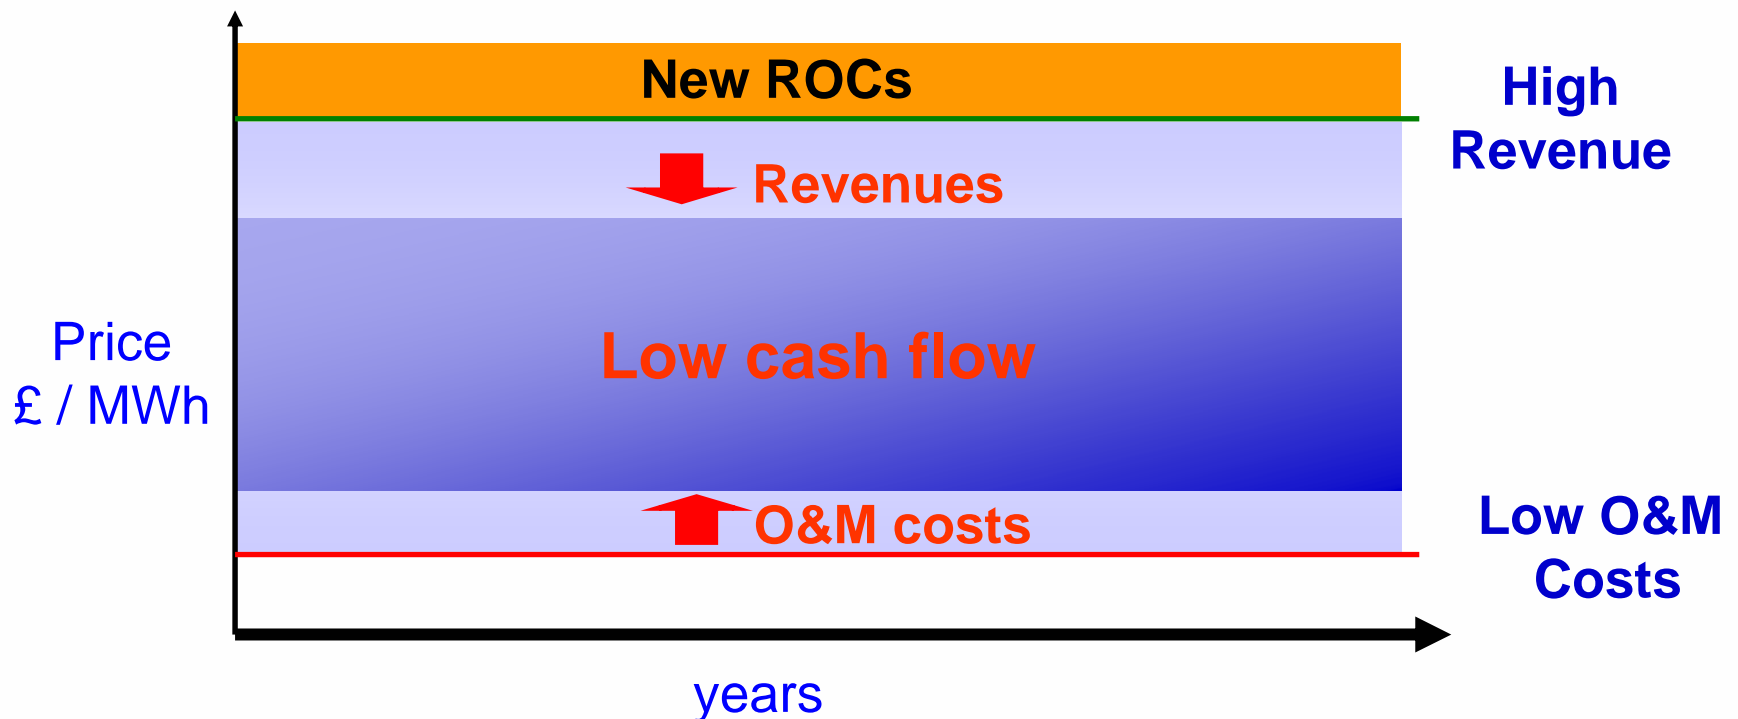 New ROCs
High
Revenue
Revenues
Price
£ / MWh
Low cash flow
O&M costs
Low O&M
Costs
years